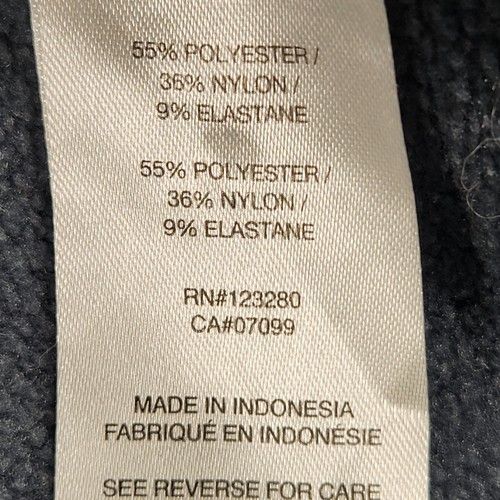 55% POLYESTER /
36% NYLON /
9% ELASTANE
55% POLYESTER /
36% NYLON /
9% ELASTANE
RN#123280
CA#07099
MADE IN INDONESIA
FABRIQUÉ EN INDONÉSIE
SEE REVERSE FOR CARE